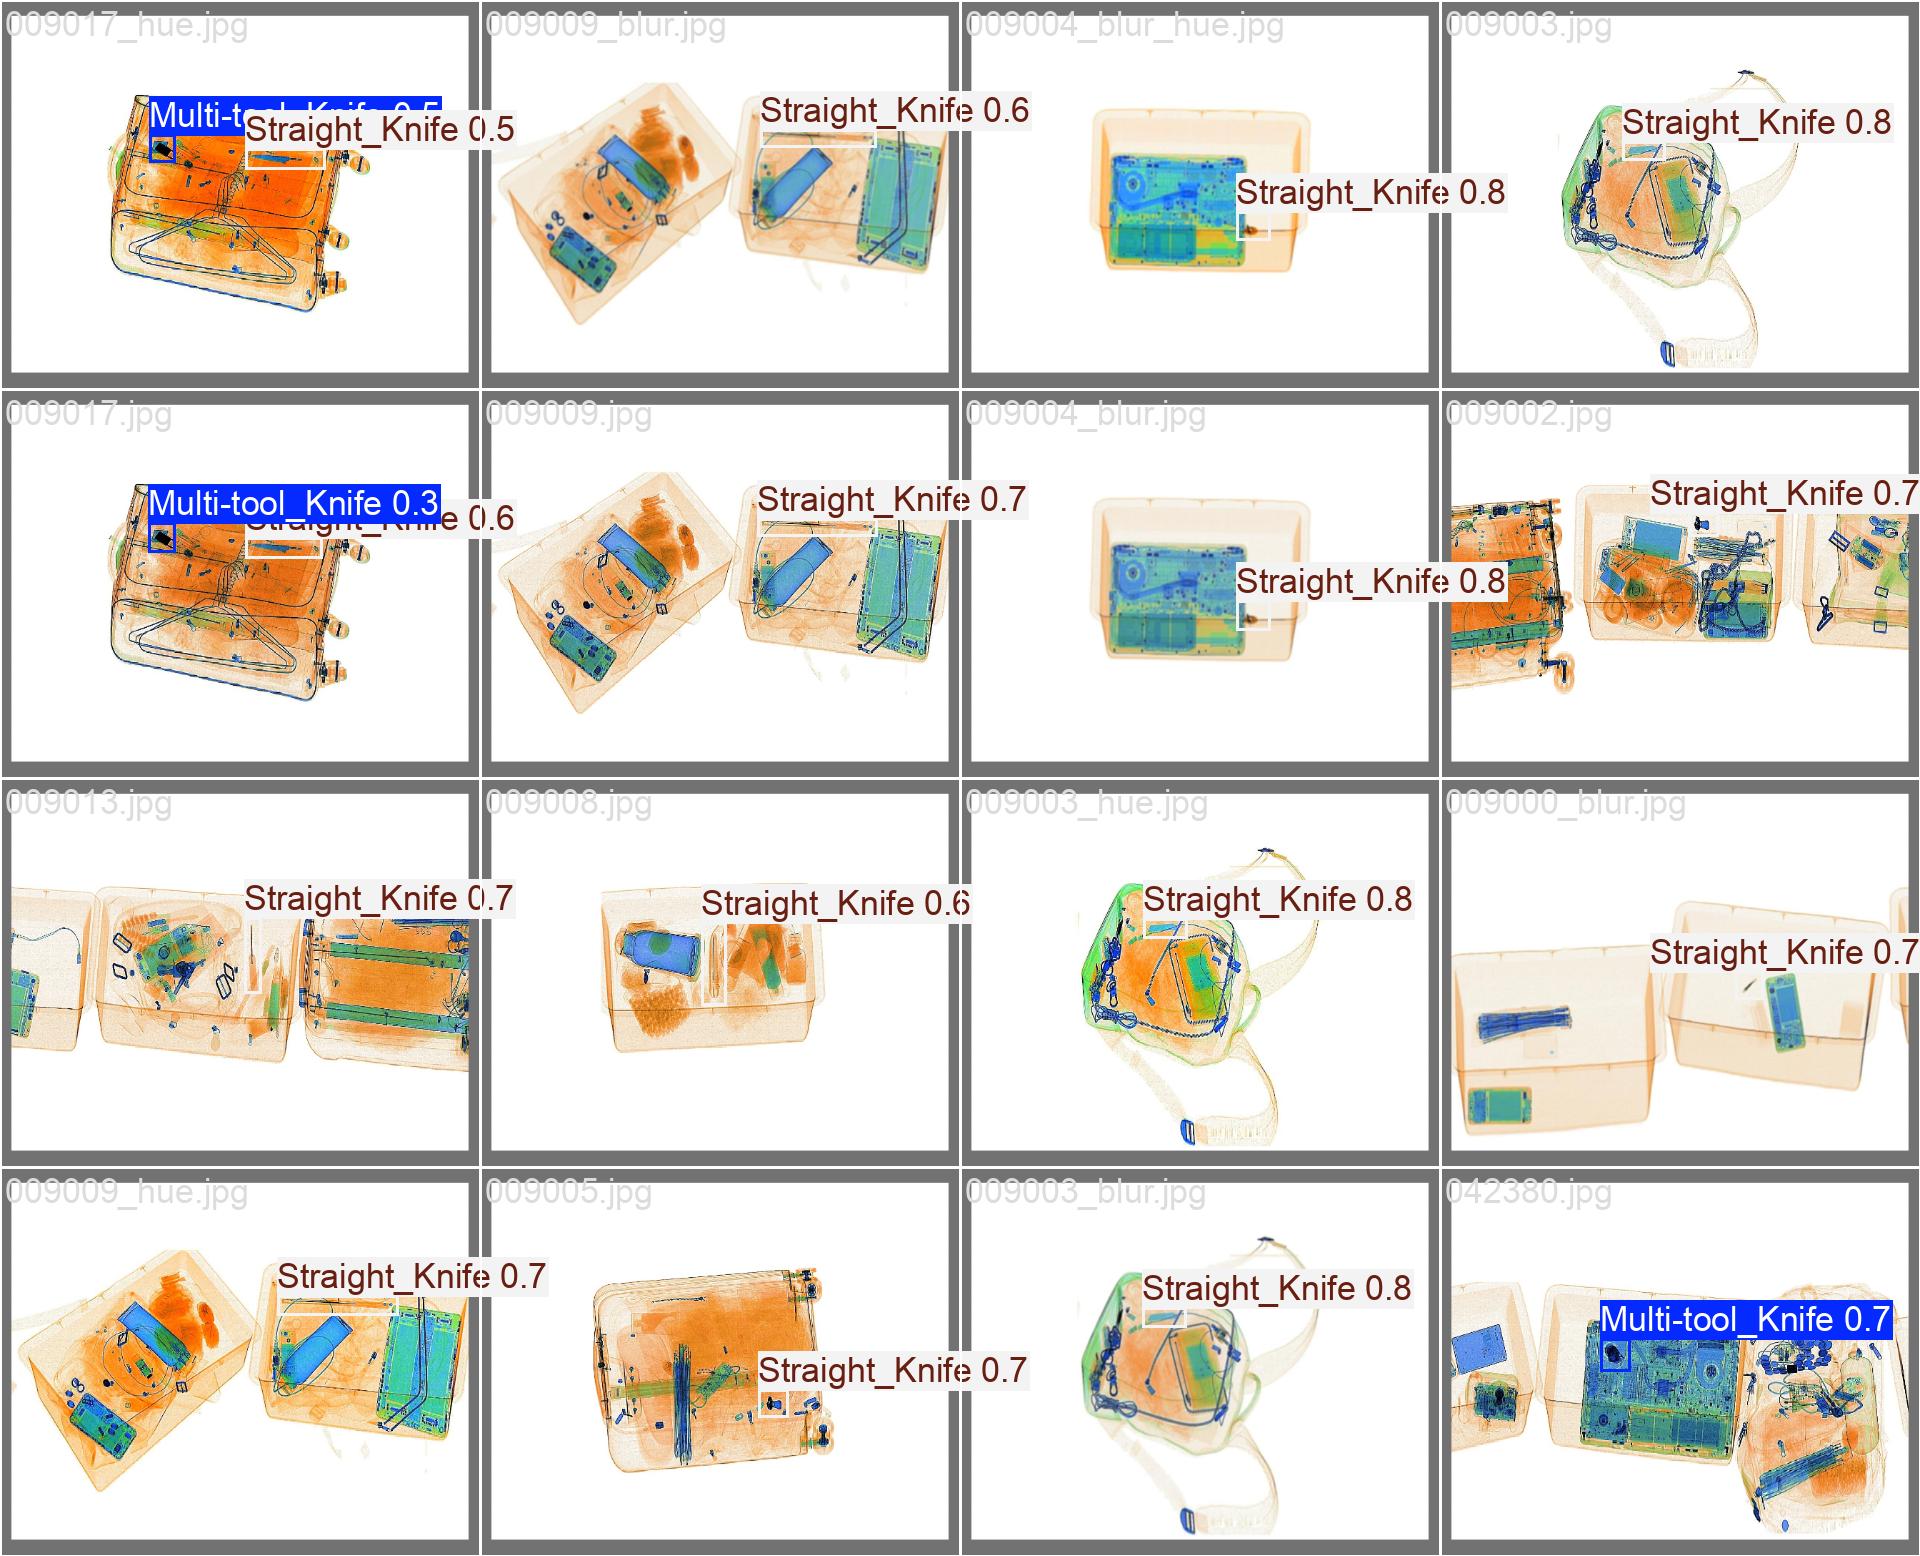 009017_hue.jpg
Multi-tool_Knife 0.5
Straight_Knife 0.5
009009_blur.jpg
Straight_Knife 0.6
009004_blur_hue.jpg
Straight_Knife 0.8
009003.jpg
Straight_Knife 0.8
009017.jpg
Multi-tool_Knife 0.3
Straight_Knife 0.6
009009.jpg
Straight_Knife 0.7
009004_blur.jpg
Straight_Knife 0.8
009002.jpg
Straight_Knife 0.7
009013.jpg
Straight_Knife 0.7
009008.jpg
Straight_Knife 0.6
009003_hue.jpg
Straight_Knife 0.8
009000_blur.jpg
Straight_Knife 0.7
009009_hue.jpg
Straight_Knife 0.7
009005.jpg
Straight_Knife 0.7
009003_blur.jpg
Straight_Knife 0.8
042380.jpg
Multi-tool_Knife 0.7